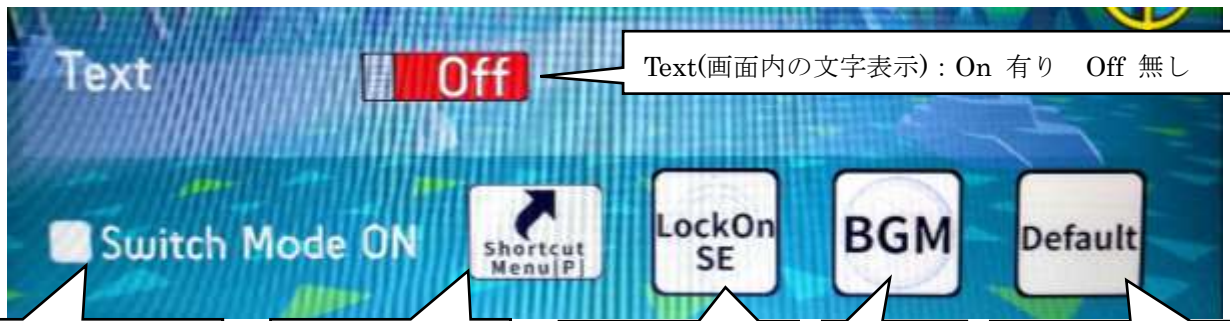 Text
Off
Text(画面内の文字表示)：On 有り　Off 無し
Switch Mode ON
Shortcut
Menu[P]
LockOn
SE
BGM
Default